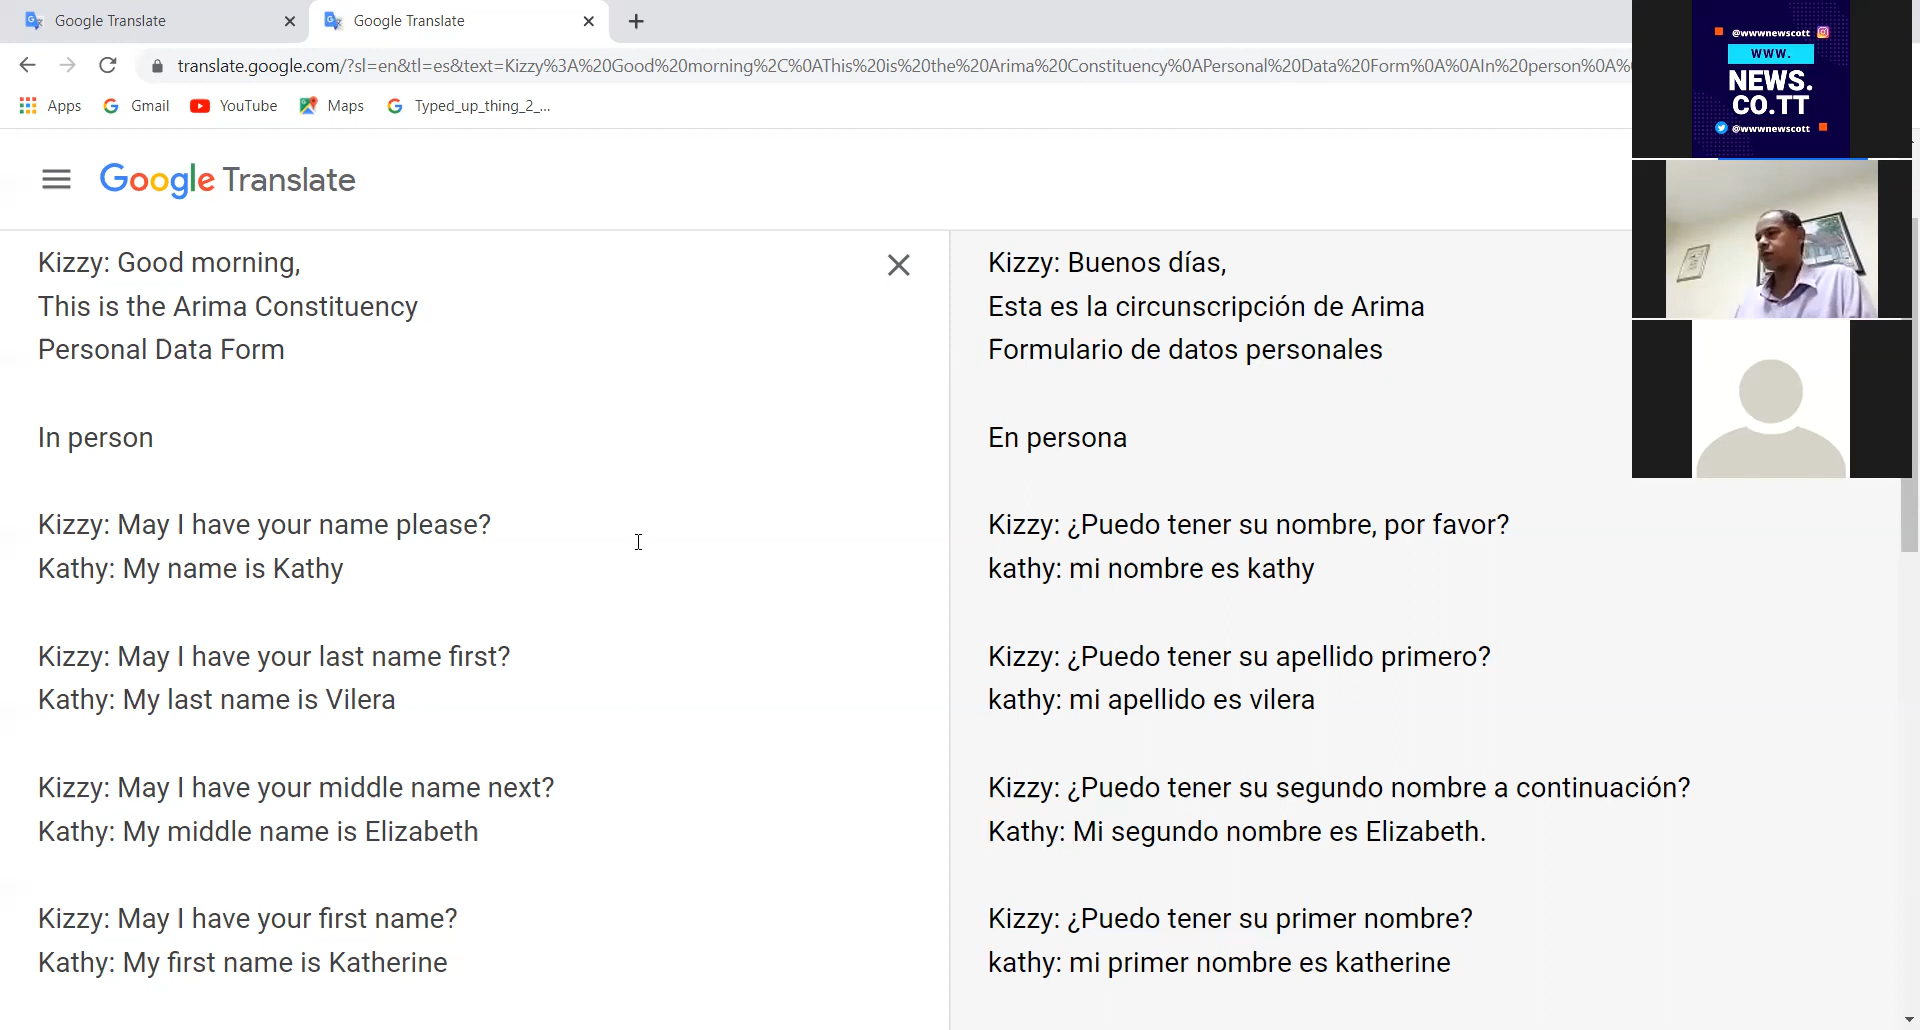 Google Translate
Google Translate
translate.google.com/?sl=en&tl=es&text=Kizzy%3A%20Good%20morning%2C%0AThis%20is%20the%20Arima%20Constituency%0APersonal%20Data%20Form%0A%0AIn%20person%0A%
Apps
Gmail
YouTube
Maps
Typed_up_thing_2_...
@wwwnewscott
WWW.
NEWS.
CO.TT
@wwwnewscott
Google Translate
Kizzy: Good morning,
This is the Arima Constituency
Personal Data Form
In person
Kizzy: May I have your name please?
Kathy: My name is Kathy
Kizzy: May I have your last name first?
Kathy: My last name is Vilera
Kizzy: May I have your middle name next?
Kathy: My middle name is Elizabeth
Kizzy: May I have your first name?
Kathy: My first name is Katherine
Kizzy: Buenos días,
Esta es la circunscripción de Arima
Formulario de datos personales
En persona
Kizzy: ¿Puedo tener su nombre, por favor?
kathy: mi nombre es kathy
Kizzy: ¿Puedo tener su apellido primero?
kathy: mi apellido es vilera
Kizzy: ¿Puedo tener su segundo nombre a continuación?
Kathy: Mi segundo nombre es Elizabeth.
Kizzy: ¿Puedo tener su primer nombre?
kathy: mi primer nombre es katherine